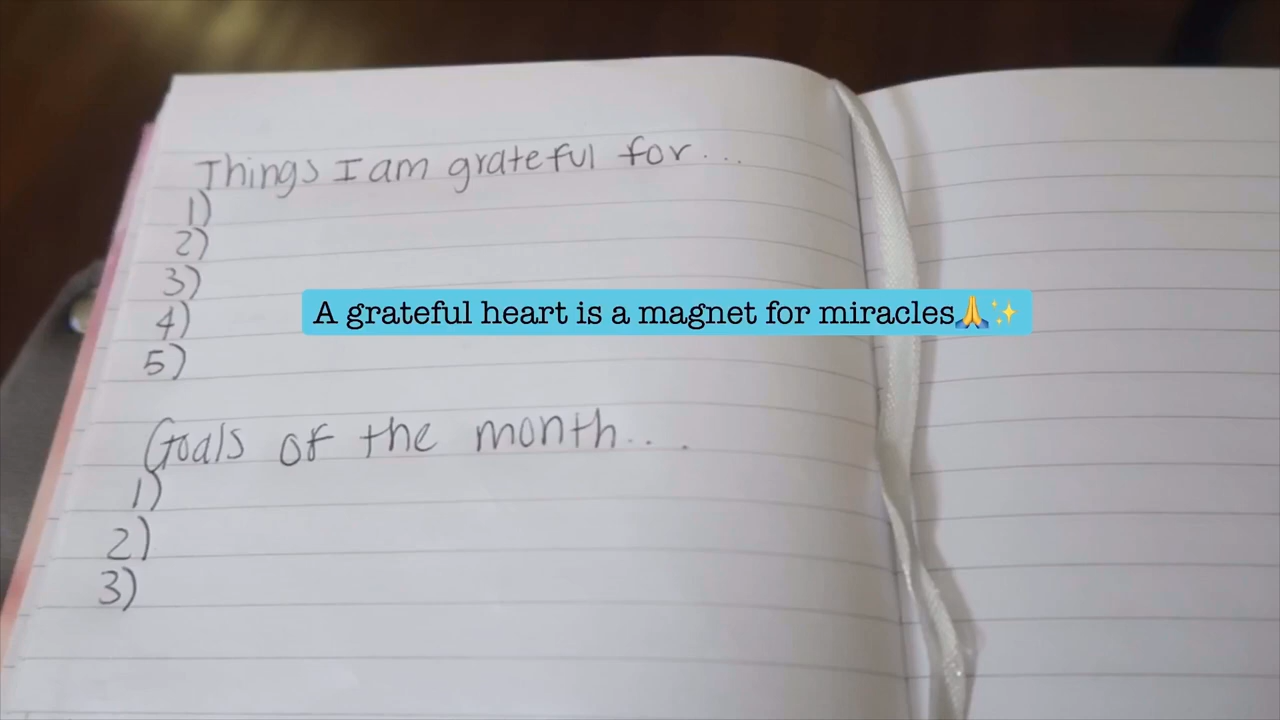 Things I am grateful for...
1)
2)
3)
A grateful heart is a magnet for miracles🙏✨
4)
5)
Goals of the month...
1)
2)
3)